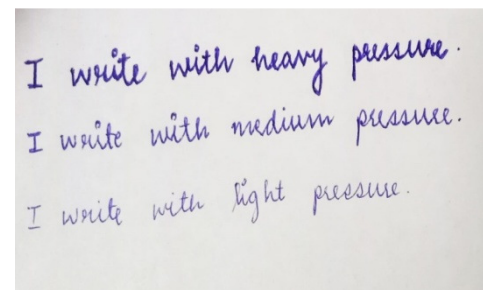 I write with heavy pressure.
I write with medium pressure.
I write with light pressure.